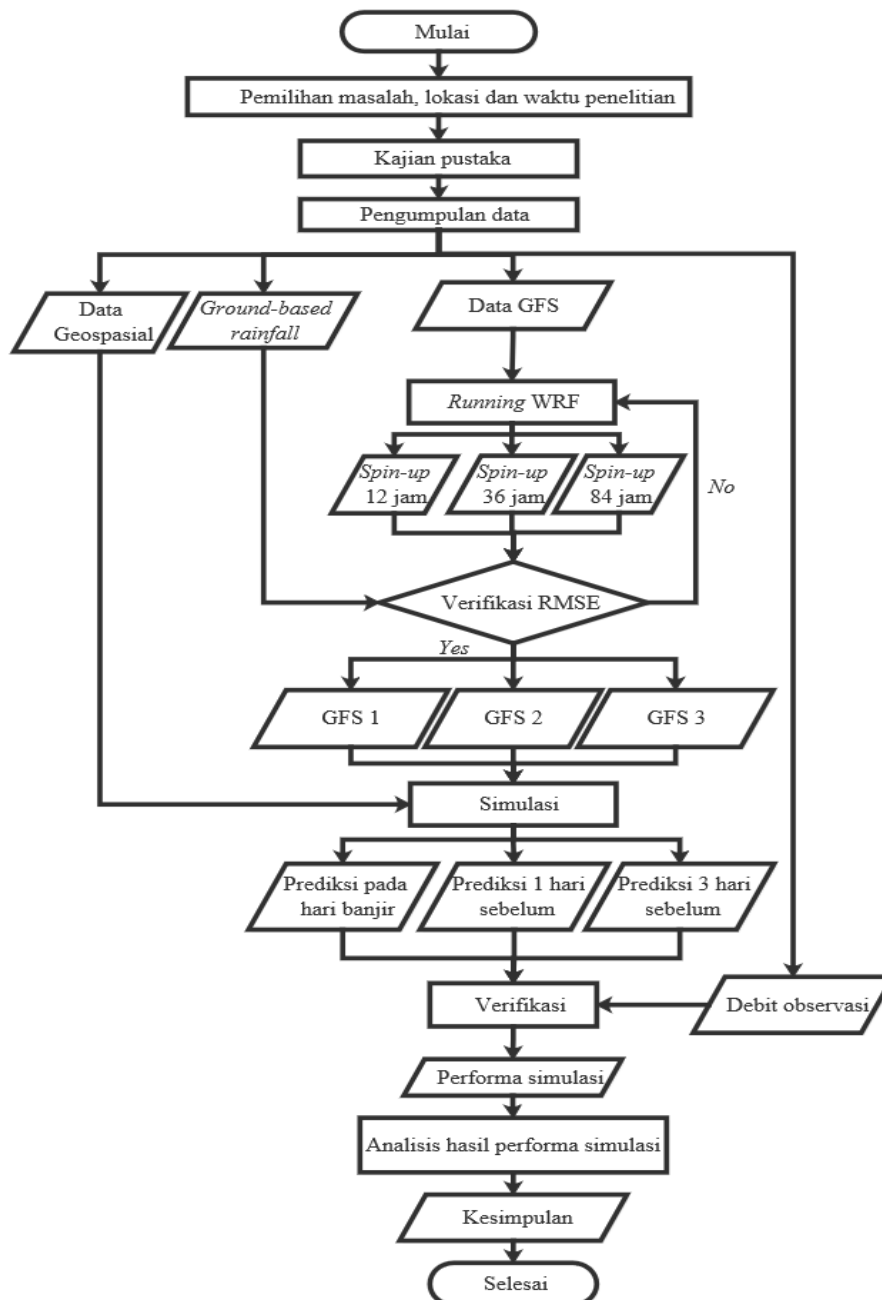 Mulai
Pemilihan masalah, lokasi dan waktu penelitian
Kajian pustaka
Pengumpulan data
Data
Geospasial
Ground-based
rainfall
Data GFS
Running WRF
Spin-up
12 jam
Spin-up
36 jam
Spin-up
84 jam
No
Verifikasi RMSE
Yes
GFS 1
GFS 2
GFS 3
Simulasi
Prediksi pada
hari banjir
Prediksi 1 hari
sebelum
Prediksi 3 hari
sebelum
Verifikasi
Debit observasi
Performa simulasi
Analisis hasil performa simulasi
Kesimpulan
Selesai